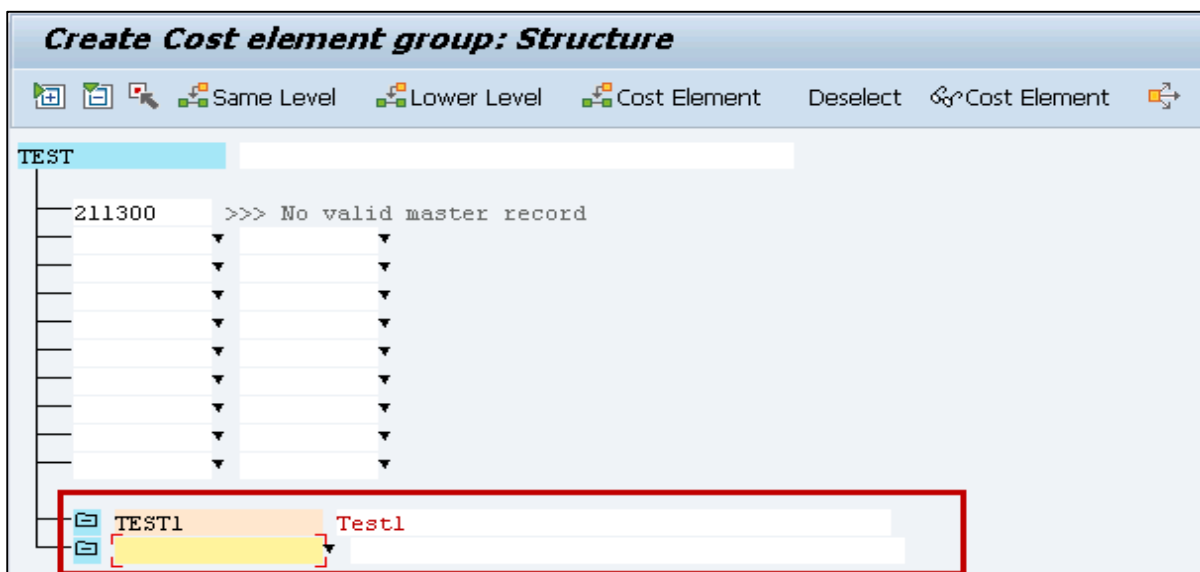 Create Cost element group: Structure
Same Level Lower Level Cost Element Deselect Cost Element
TEST
211300 >>> No valid master record
TEST1 Test1